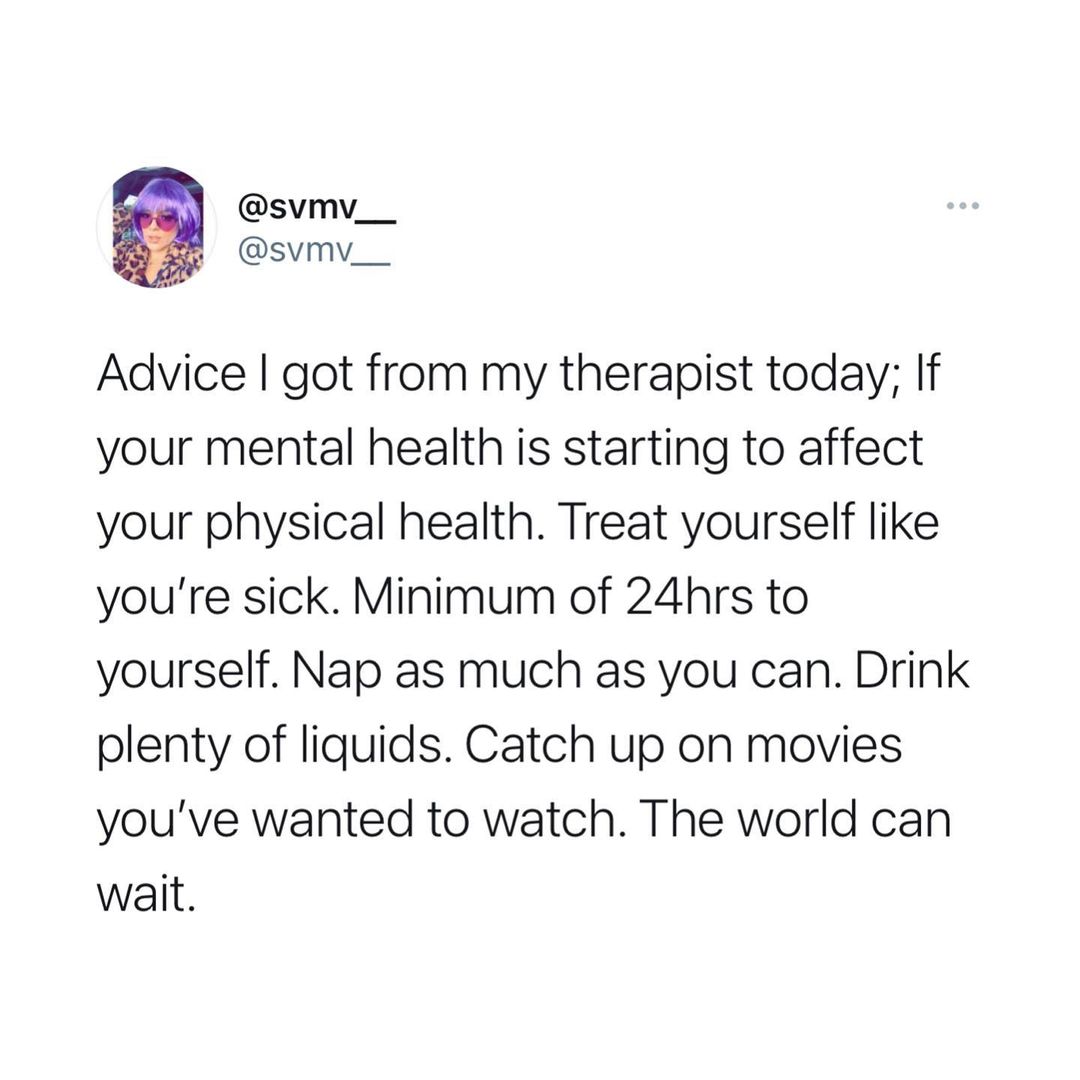 @svmv__
@svmv__
Advice I got from my therapist today; If
your mental health is starting to affect
your physical health. Treat yourself like
you're sick. Minimum of 24hrs to
yourself. Nap as much as you can. Drink
plenty of liquids. Catch up on movies
you've wanted to watch. The world can
wait.